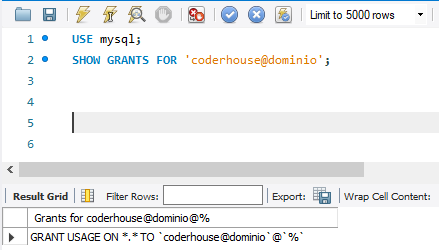 Limit to 5000 rows
1 USE mysql;
2 SHOW GRANTS FOR 'coderhouse@dominio';
3
4
5
6
Result Grid Filter Rows: Export: Wrap Cell Content:
Grants for coderhouse@dominio@%
GRANT USAGE ON *.* TO `coderhouse@dominio`@`%`